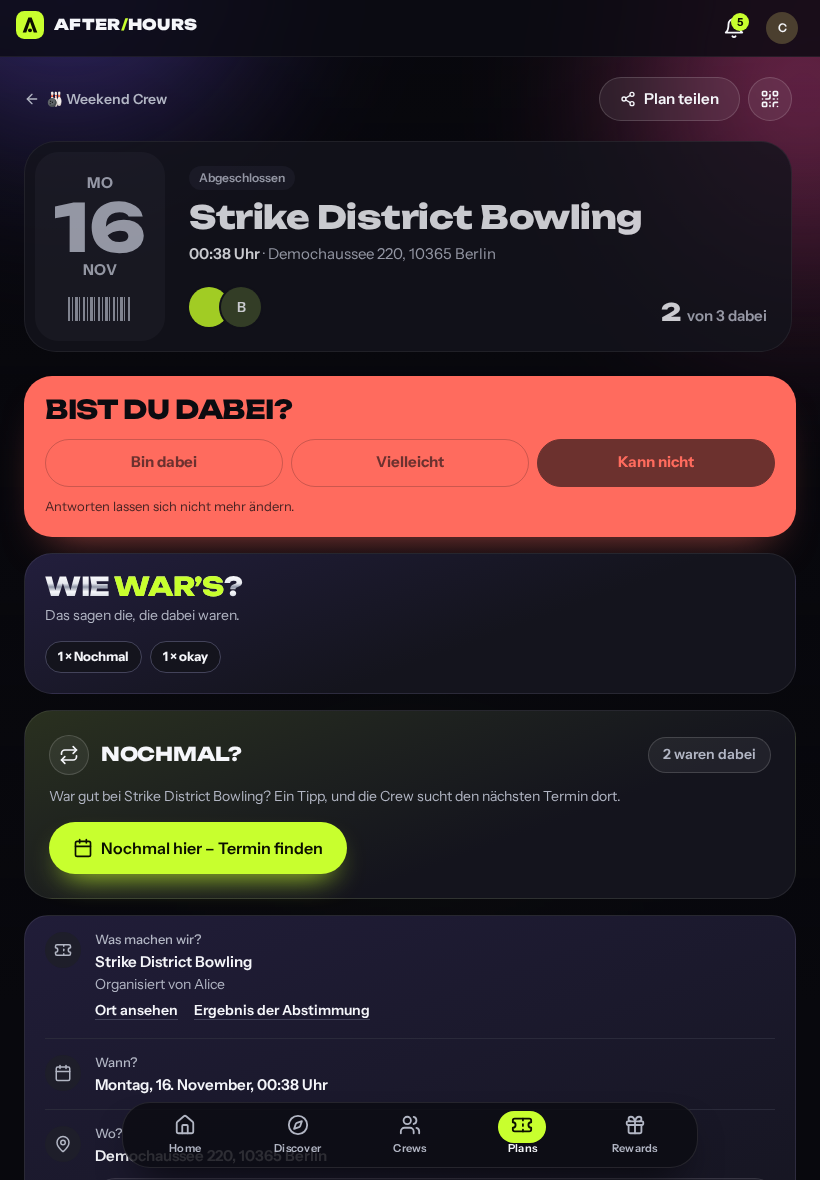 AFTER/HOURS
5
C
Weekend Crew
Plan teilen
MO
16
NOV
Abgeschlossen
Strike District Bowling
00:38 Uhr · Demochaussee 220, 10365 Berlin
B
2 von 3 dabei
BIST DU DABEI?
Bin dabei
Vielleicht
Kann nicht
Antworten lassen sich nicht mehr ändern.
WIE WAR'S?
Das sagen die, die dabei waren.
1 × Nochmal
1 × okay
NOCHMAL?
2 waren dabei
War gut bei Strike District Bowling? Ein Tipp, und die Crew sucht den nächsten Termin dort.
Nochmal hier – Termin finden
Was machen wir?
Strike District Bowling
Organisiert von Alice
Ort ansehen
Ergebnis der Abstimmung
Wann?
Montag, 16. November, 00:38 Uhr
Wo?
Demochaussee 220, 10365 Berlin
Home
Discover
Crews
Plans
Rewards